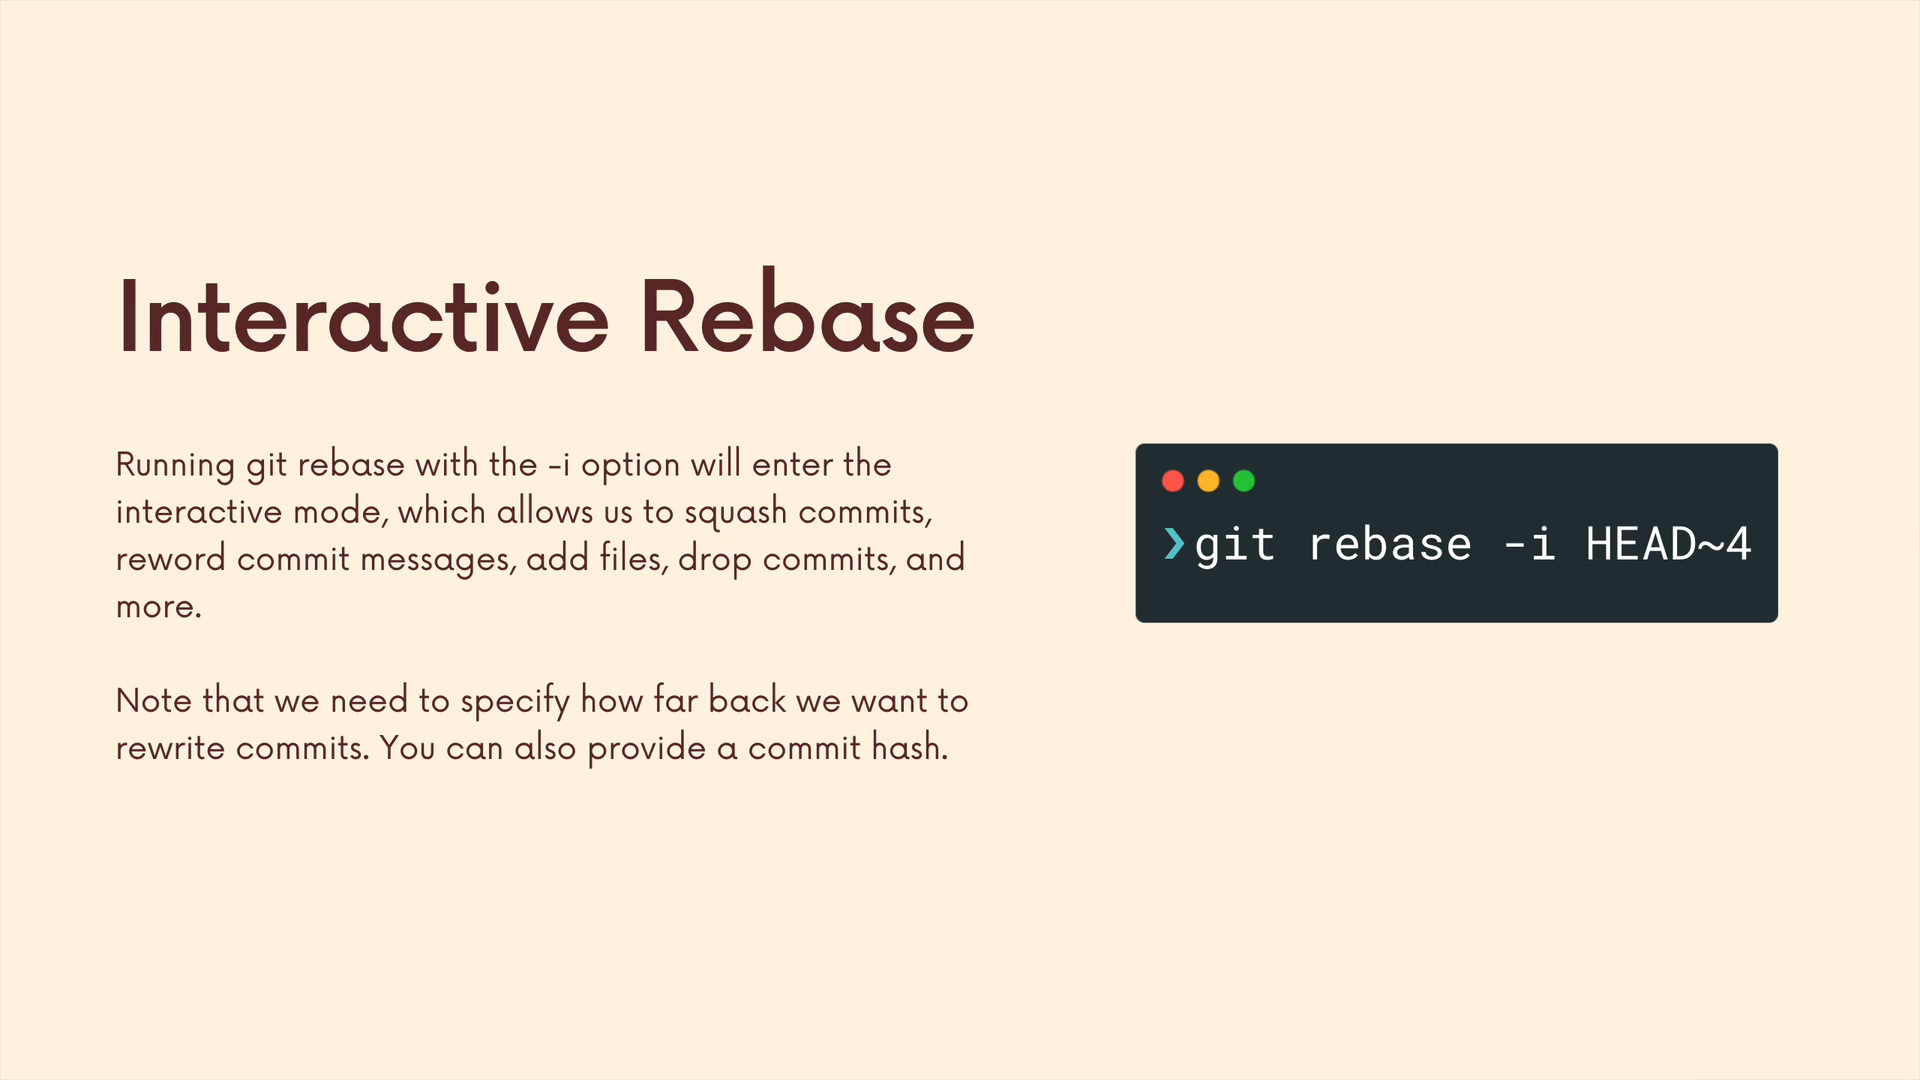 Interactive Rebase
Running git rebase with the -i option will enter the
interactive mode, which allows us to squash commits,
reword commit messages, add files, drop commits, and
more.
Note that we need to specify how far back we want to
rewrite commits. You can also provide a commit hash.
❯git rebase -i HEAD~4